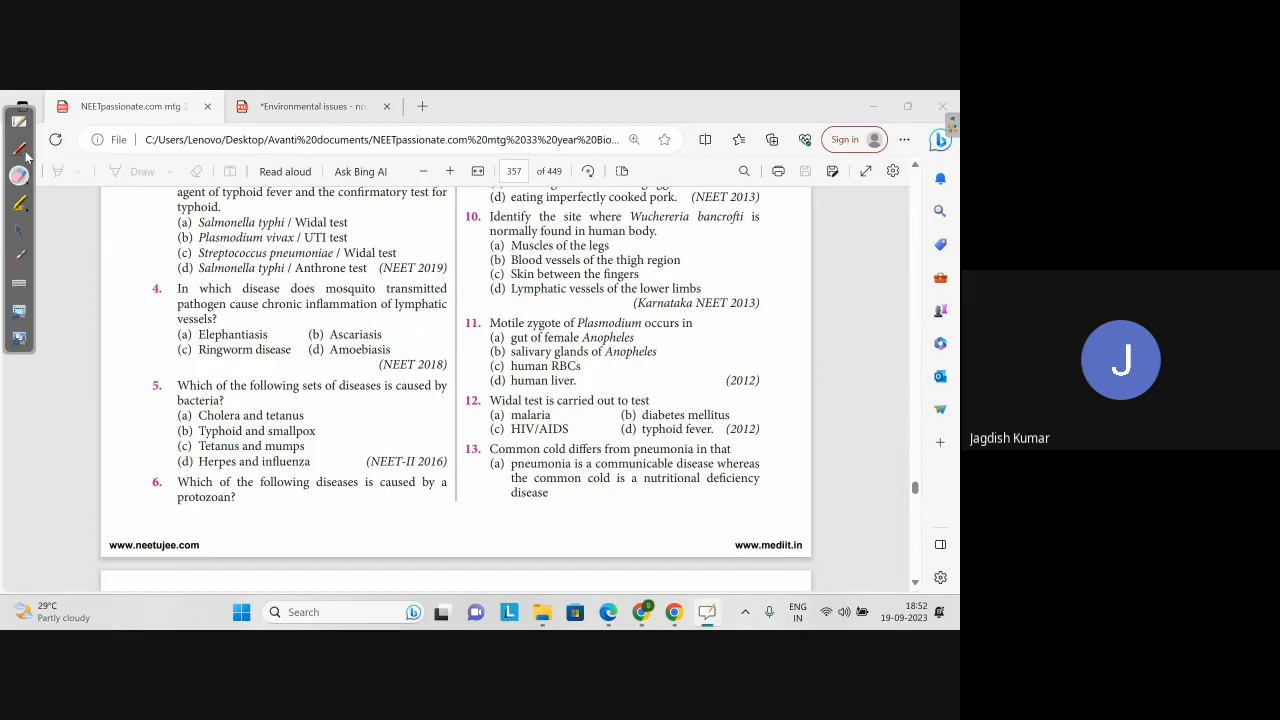 NEETpassionate.com mtg 3
*Environmental issues - nc
File
C:/Users/Lenovo/Desktop/Avanti%20documents/NEETpassionate.com%20mtg%2033%20year%20Bio...
Sign in
Draw
Read aloud
Ask Bing AI
357
of 449
agent of typhoid fever and the confirmatory test for
typhoid.
(a) Salmonella typhi / Widal test
(b) Plasmodium vivax / UTI test
(c) Streptococcus pneumoniae / Widal test
(d) Salmonella typhi / Anthrone test (NEET 2019)
4. In which disease does mosquito transmitted
pathogen cause chronic inflammation of lymphatic
vessels?
(a) Elephantiasis (b) Ascariasis
(c) Ringworm disease (d) Amoebiasis
(NEET 2018)
5. Which of the following sets of diseases is caused by
bacteria?
(a) Cholera and tetanus
(b) Typhoid and smallpox
(c) Tetanus and mumps
(d) Herpes and influenza (NEET-II 2016)
6. Which of the following diseases is caused by a
protozoan?
(d) eating imperfectly cooked pork. (NEET 2013)
10. Identify the site where Wuchereria bancrofti is
normally found in human body.
(a) Muscles of the legs
(b) Blood vessels of the thigh region
(c) Skin between the fingers
(d) Lymphatic vessels of the lower limbs
(Karnataka NEET 2013)
11. Motile zygote of Plasmodium occurs in
(a) gut of female Anopheles
(b) salivary glands of Anopheles
(c) human RBCs
(d) human liver. (2012)
12. Widal test is carried out to test
(a) malaria (b) diabetes mellitus
(c) HIV/AIDS (d) typhoid fever. (2012)
13. Common cold differs from pneumonia in that
(a) pneumonia is a communicable disease whereas
the common cold is a nutritional deficiency
disease
www.neetujee.com
www.mediit.in
J
Jagdish Kumar
29°C
Partly cloudy
Search
L
S
ENG
IN
18:52
19-09-2023